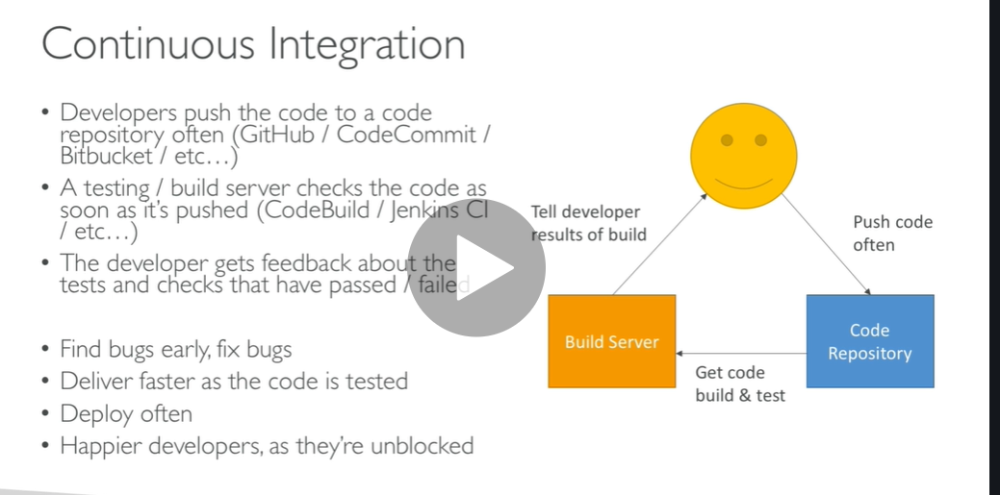 Continuous Integration
• Developers push the code to a code
repository often (GitHub / CodeCommit /
Bitbucket / etc…)
• A testing / build server checks the code as
soon as it's pushed (CodeBuild / Jenkins CI
/ etc…)
• The developer gets feedback about the
tests and checks that have passed / failed
• Find bugs early, fix bugs
• Deliver faster as the code is tested
• Deploy often
• Happier developers, as they're unblocked
Tell developer
results of build
Push code
often
Build Server
Code
Repository
Get code
build & test